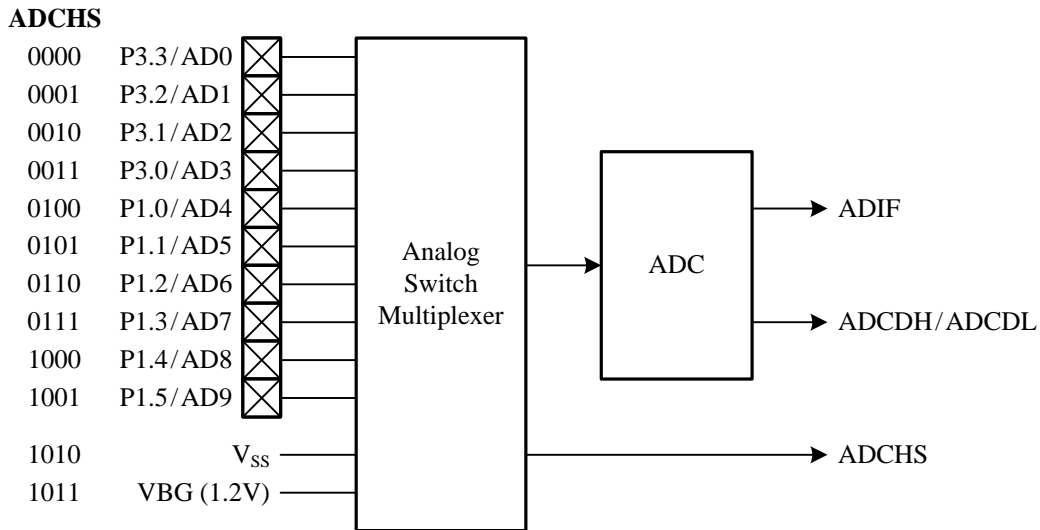 ADCHS
0000 P3.3/AD0
0001 P3.2/AD1
0010 P3.1/AD2
0011 P3.0/AD3
0100 P1.0/AD4
0101 P1.1/AD5
0110 P1.2/AD6
0111 P1.3/AD7
1000 P1.4/AD8
1001 P1.5/AD9
1010 VSS
1011 VBG (1.2V)
Analog
Switch
Multiplexer
ADC
ADIF
ADCDH/ADCDL
ADCHS